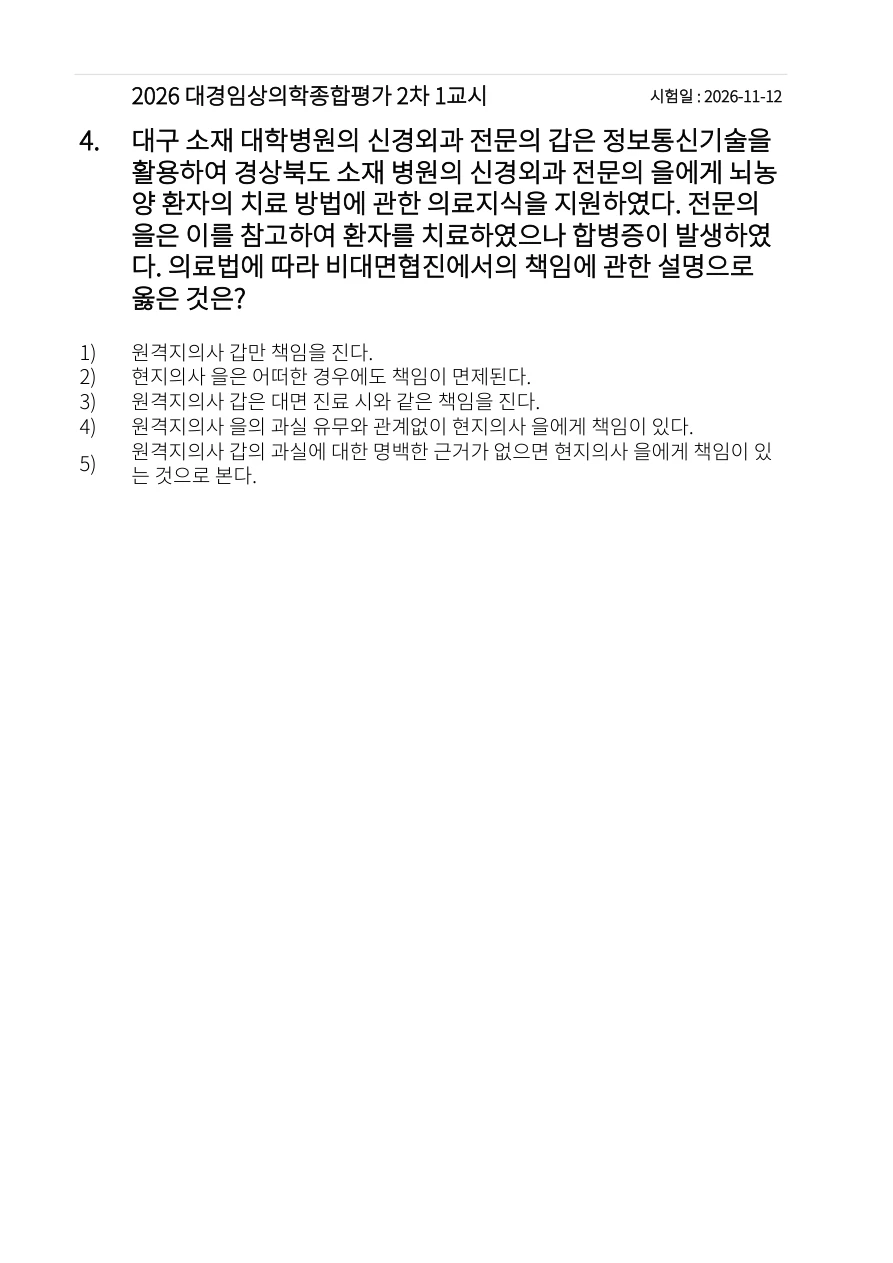 2026 대경임상의학종합평가 2차 1교시
시험일 : 2026-11-12
4. 대구 소재 대학병원의 신경외과 전문의 갑은 정보통신기술을
활용하여 경상북도 소재 병원의 신경외과 전문의 을에게 뇌농
양 환자의 치료 방법에 관한 의료지식을 지원하였다. 전문의
을은 이를 참고하여 환자를 치료하였으나 합병증이 발생하였
다. 의료법에 따라 비대면협진에서의 책임에 관한 설명으로
옳은 것은?
1) 원격지의사 갑만 책임을 진다.
2) 현지의사 을은 어떠한 경우에도 책임이 면제된다.
3) 원격지의사 갑은 대면 진료 시와 같은 책임을 진다.
4) 원격지의사 을의 과실 유무와 관계없이 현지의사 을에게 책임이 있다.
5) 원격지의사 갑의 과실에 대한 명백한 근거가 없으면 현지의사 을에게 책임이 있
는 것으로 본다.